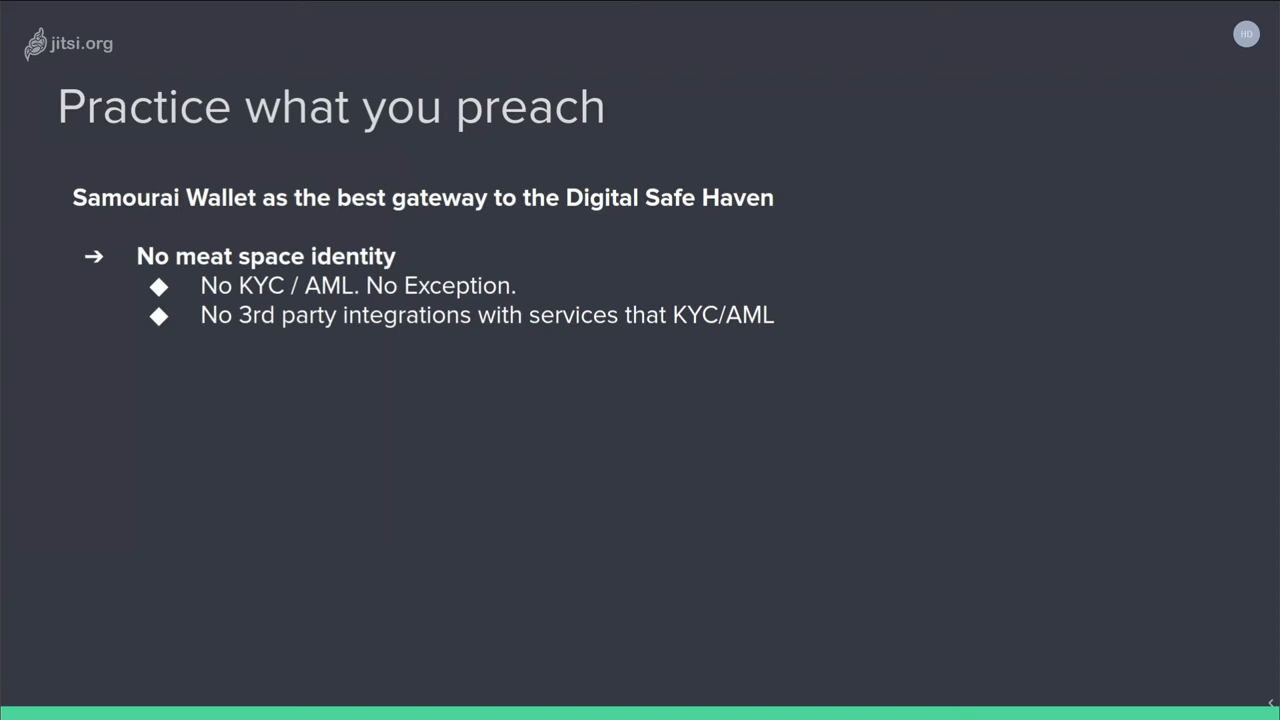 jitsi.org
HD
Practice what you preach
Samourai Wallet as the best gateway to the Digital Safe Haven
➔ No meat space identity
◆ No KYC / AML. No Exception.
◆ No 3rd party integrations with services that KYC/AML